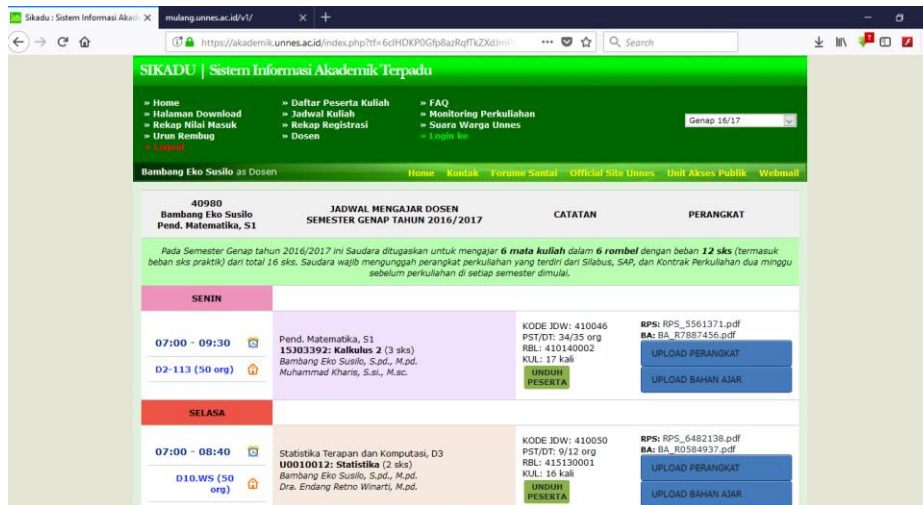 Sikadu : Sistem Informasi Akad
mulang.unnes.ac.id/v1/
https://akademik.unnes.ac.id/index.php?tf=
Search
SIKADU | Sistem Informasi Akademik Terpadu
» Home
» Halaman Download
» Rekap Nilai Masuk
» Urun Rembug
» Logout
» Daftar Peserta Kuliah
» Jadwal Kuliah
» Rekap Registrasi
» Dosen
» FAQ
» Monitoring Perkuliahan
» Suara Warga Unnes
» Login ke
Genap 16/17
Bambang Eko Susilo as Dosen
Home Kontak Forume Santal Official Site Unnes Unit Akses Publik Webmail
40980
Bambang Eko Susilo
Pend. Matematika, S1
JADWAL MENGAJAR DOSEN
SEMESTER GENAP TAHUN 2016/2017
CATATAN
PERANGKAT
Pada Semester Genap tahun 2016/2017 ini Saudara ditugaskan untuk mengajar 6 mata kuliah dalam 6 rombel dengan beban 12 sks (termasuk
beban sks praktik) dari total 16 sks. Saudara wajib mengunggah perangkat perkuliahan yang terdiri dari Silabus, SAP, dan Kontrak Perkuliahan dua minggu
sebelum perkuliahan di setiap semester dimulai.
SENIN
07:00 - 09:30
D2-113 (50 org)
Pend. Matematika, S1
15J03392: Kalkulus 2 (3 sks)
Bambang Eko Susilo, S.pd., M.pd.
Muhammad Kharis, S.si., M.sc.
KODE JDW: 410046
PST/DT: 34/35 org
RBL: 410140002
KUL: 17 kali
UNDUH
PESERTA
RPS: RPS_5561371.pdf
BA: BA_R7887456.pdf
UPLOAD PERANGKAT
UPLOAD BAHAN AJAR
SELASA
07:00 - 08:40
D10.WS (50
org)
Statistika Terapan dan Komputasi, D3
U0010012: Statistika (2 sks)
Bambang Eko Susilo, S.pd., M.pd.
Dra. Endang Retno Winarti, M.pd.
KODE JDW: 410050
PST/DT: 9/12 org
RBL: 415130001
KUL: 16 kali
UNDUH
PESERTA
RPS: RPS_6482138.pdf
BA: BA_R0584937.pdf
UPLOAD PERANGKAT
UPLOAD BAHAN AJAR